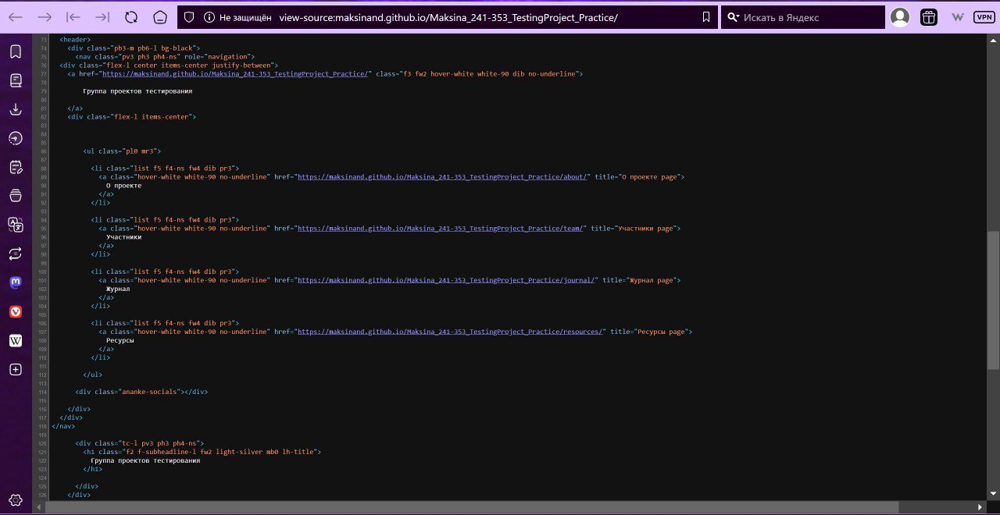 Не защищён view-source:maksinand.github.io/Maksina_241-353_TestingProject_Practice/ Искать в Яндекс W VPN
73 <header>
74 <div class="pb3-m pb6-l bg-black">
75 <nav class="pv3 ph3 ph4-ns" role="navigation">
76 <div class="flex-l center items-center justify-between">
77 <a href="https://maksinand.github.io/Maksina_241-353_TestingProject_Practice/" class="f3 fw2 hover-white white-90 dib no-underline">
78
79 Группа проектов тестирования
80
81 </a>
82 <div class="flex-l items-center">
83
84
85
86 <ul class="pl0 mr3">
87
88 <li class="list f5 f4-ns fw4 dib pr3">
89 <a class="hover-white white-90 no-underline" href="https://maksinand.github.io/Maksina_241-353_TestingProject_Practice/about/" title="О проекте page">
90 О проекте
91 </a>
92 </li>
93
94 <li class="list f5 f4-ns fw4 dib pr3">
95 <a class="hover-white white-90 no-underline" href="https://maksinand.github.io/Maksina_241-353_TestingProject_Practice/team/" title="Участники page">
96 Участники
97 </a>
98 </li>
99
100 <li class="list f5 f4-ns fw4 dib pr3">
101 <a class="hover-white white-90 no-underline" href="https://maksinand.github.io/Maksina_241-353_TestingProject_Practice/journal/" title="Журнал page">
102 Журнал
103 </a>
104 </li>
105
106 <li class="list f5 f4-ns fw4 dib pr3">
107 <a class="hover-white white-90 no-underline" href="https://maksinand.github.io/Maksina_241-353_TestingProject_Practice/resources/" title="Ресурсы page">
108 Ресурсы
109 </a>
110 </li>
111
112 </ul>
113
114 <div class="ananke-socials"></div>
115
116 </div>
117 </div>
118 </nav>
119
120 <div class="tc-l pv3 ph3 ph4-ns">
121 <h1 class="f2 f-subheadline-l fw2 light-silver mb0 lh-title">
122 Группа проектов тестирования
123 </h1>
124
125 </div>
126 </div>